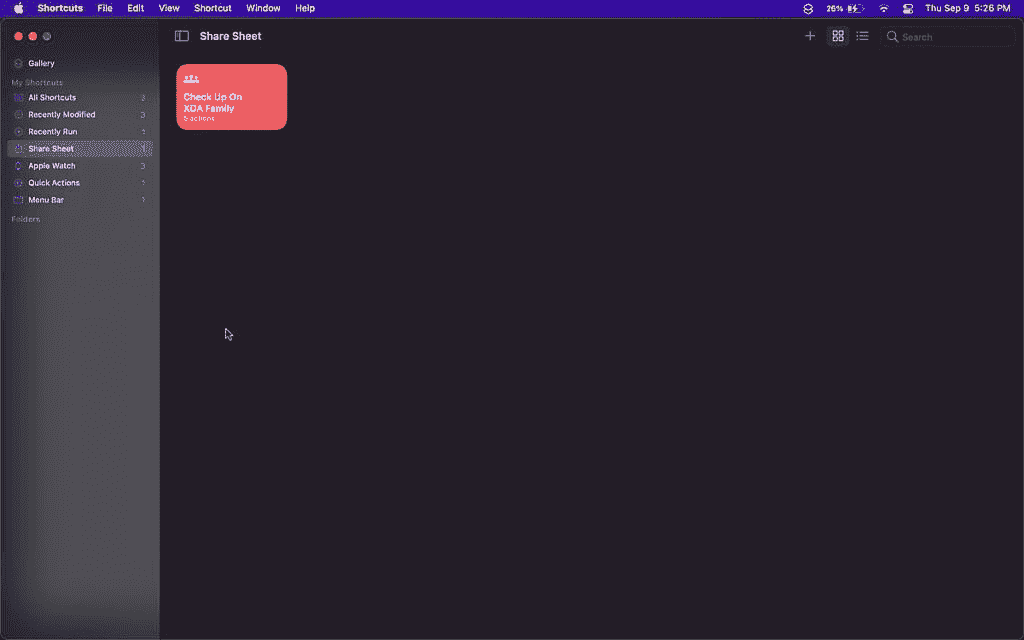 Shortcuts File Edit View Shortcut Window Help 26% Thu Sep 9 5:26 PM
Share Sheet
Search
Gallery
My Shortcuts
All Shortcuts 3
Recently Modified 3
Recently Run 1
Share Sheet 1
Apple Watch 3
Quick Actions 1
Menu Bar 1
Folders
Check Up On
XDA Family
5 actions